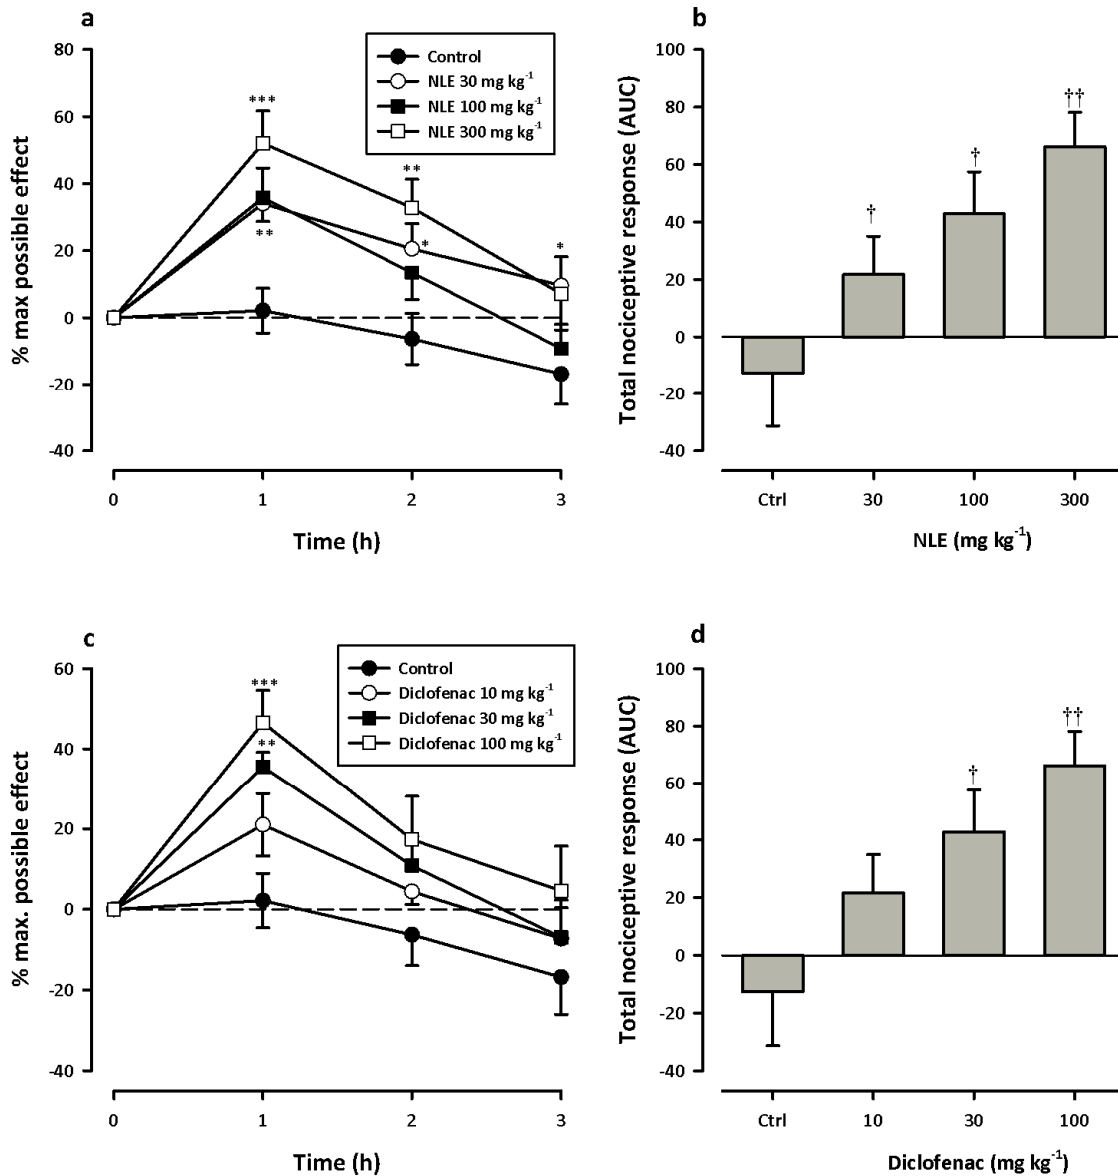 a
% max possible effect
80
60
40
20
0
-20
-40
Control
NLE 30 mg kg⁻¹
NLE 100 mg kg⁻¹
NLE 300 mg kg⁻¹
***
**
**
*
*
0 1 2 3
Time (h)
b
Total nociceptive response (AUC)
100
80
60
40
20
0
-20
-40
†
†
††
Ctrl 30 100 300
NLE (mg kg⁻¹)
c
% max. possible effect
60
40
20
0
-20
-40
Control
Diclofenac 10 mg kg⁻¹
Diclofenac 30 mg kg⁻¹
Diclofenac 100 mg kg⁻¹
***
**
0 1 2 3
Time (h)
d
Total nociceptive response (AUC)
100
80
60
40
20
0
-20
-40
†
††
Ctrl 10 30 100
Diclofenac (mg kg⁻¹)